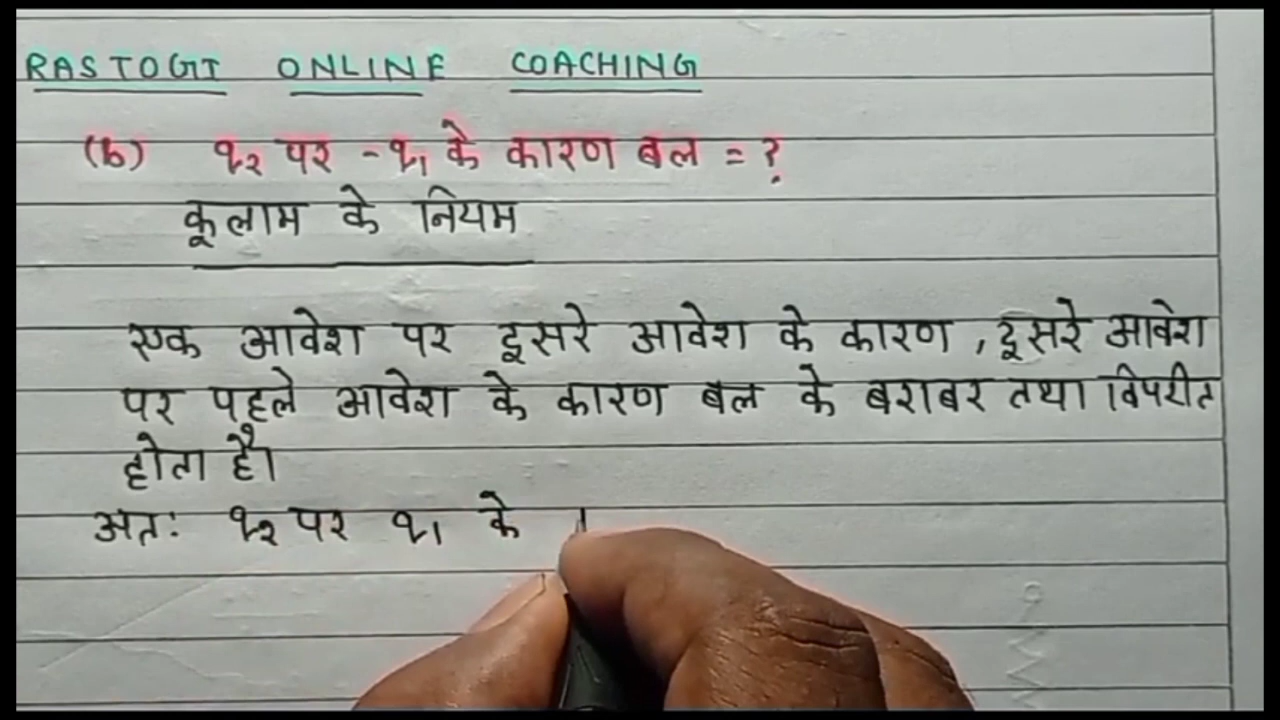 RASTOGI ONLINE COACHING
(b) q₂ पर -q₁ के कारण बल = ?
कूलाम के नियम
एक आवेश पर दूसरे आवेश के कारण , दूसरे आवेश
पर पहले आवेश के कारण बल के बराबर तथा विपरीत
होता है।
अतः q₂ पर q₁ के